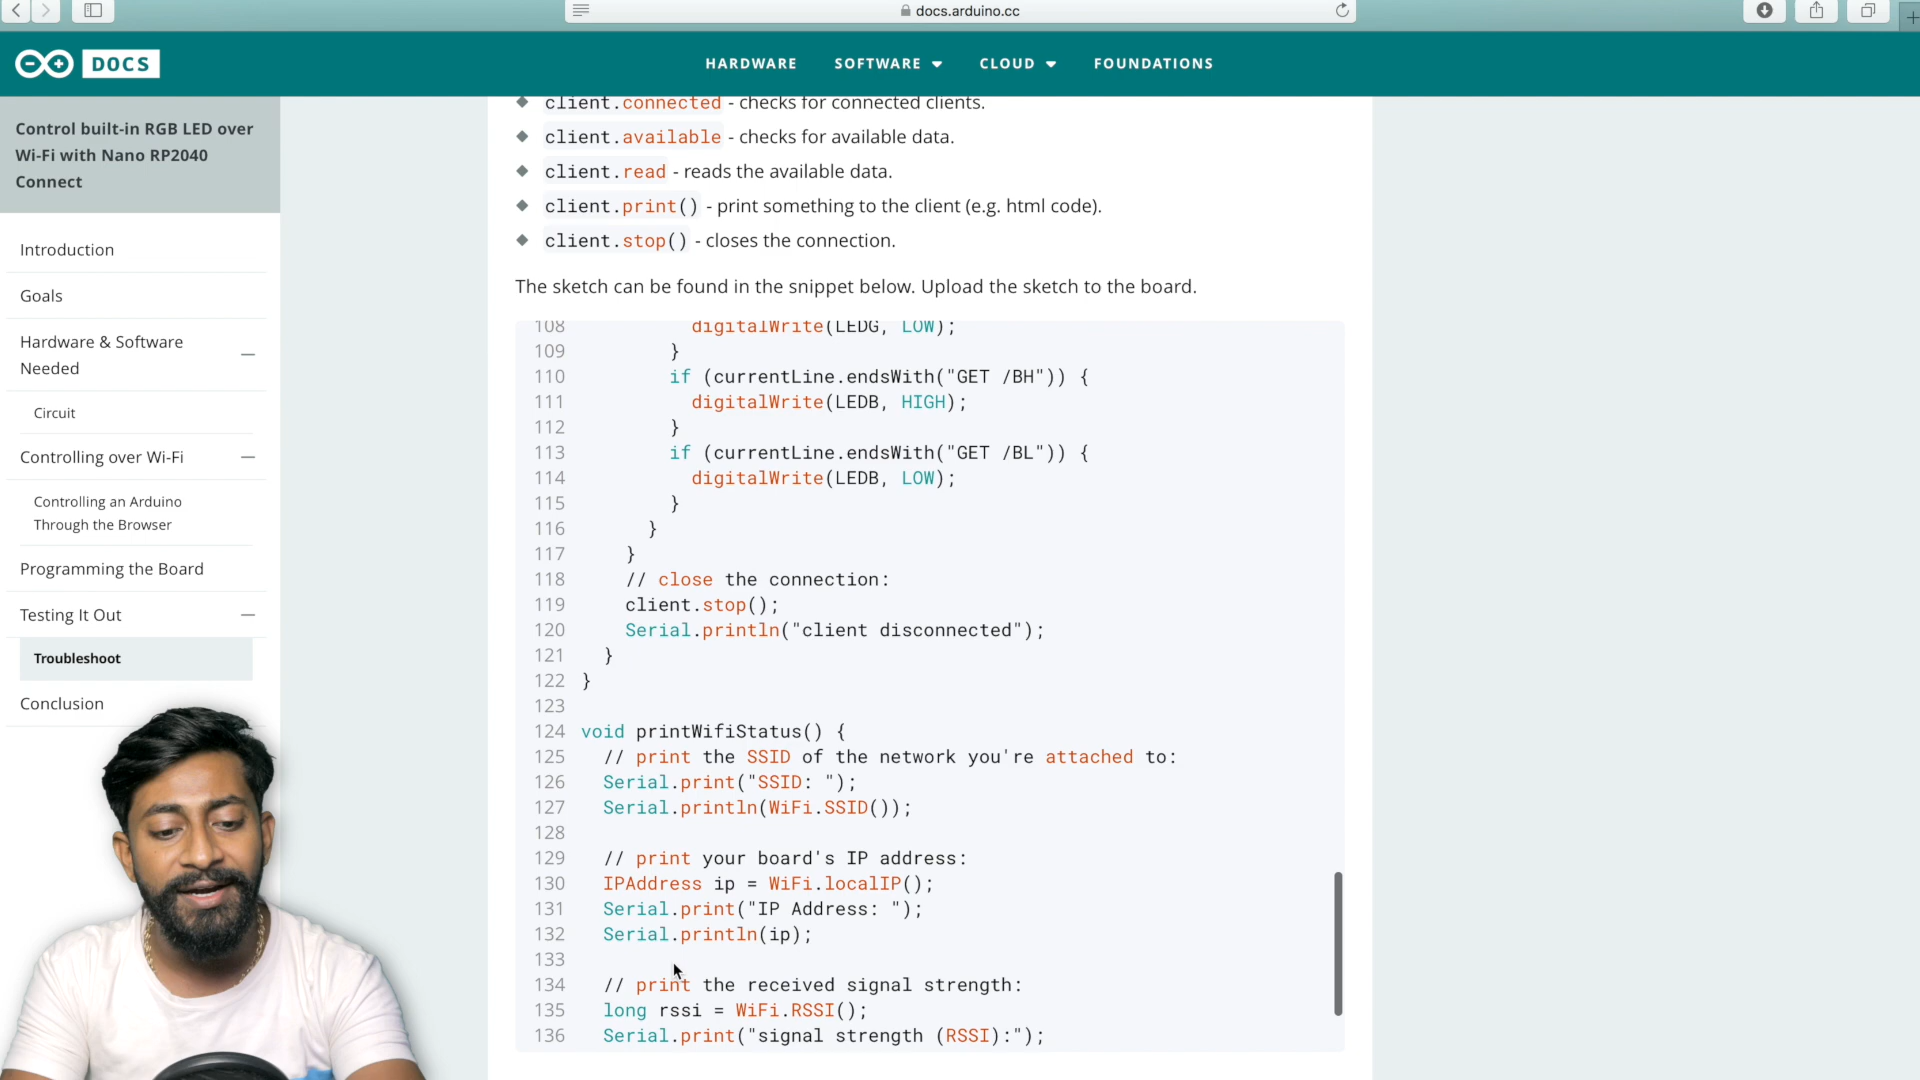 docs.arduino.cc
DOCS
HARDWARE SOFTWARE CLOUD FOUNDATIONS
Control built-in RGB LED over
Wi-Fi with Nano RP2040
Connect
Introduction
Goals
Hardware & Software
Needed
Circuit
Controlling over Wi-Fi
Controlling an Arduino
Through the Browser
Programming the Board
Testing It Out
Troubleshoot
Conclusion
client.connected - checks for connected clients.
client.available - checks for available data.
client.read - reads the available data.
client.print() - print something to the client (e.g. html code).
client.stop() - closes the connection.
The sketch can be found in the snippet below. Upload the sketch to the board.
108 digitalWrite(LEDG, LOW);
109 }
110 if (currentLine.endsWith("GET /BH")) {
111 digitalWrite(LEDB, HIGH);
112 }
113 if (currentLine.endsWith("GET /BL")) {
114 digitalWrite(LEDB, LOW);
115 }
116 }
117 }
118 // close the connection:
119 client.stop();
120 Serial.println("client disconnected");
121 }
122 }
123
124 void printWifiStatus() {
125 // print the SSID of the network you're attached to:
126 Serial.print("SSID: ");
127 Serial.println(WiFi.SSID());
128
129 // print your board's IP address:
130 IPAddress ip = WiFi.localIP();
131 Serial.print("IP Address: ");
132 Serial.println(ip);
133
134 // print the received signal strength:
135 long rssi = WiFi.RSSI();
136 Serial.print("signal strength (RSSI):");